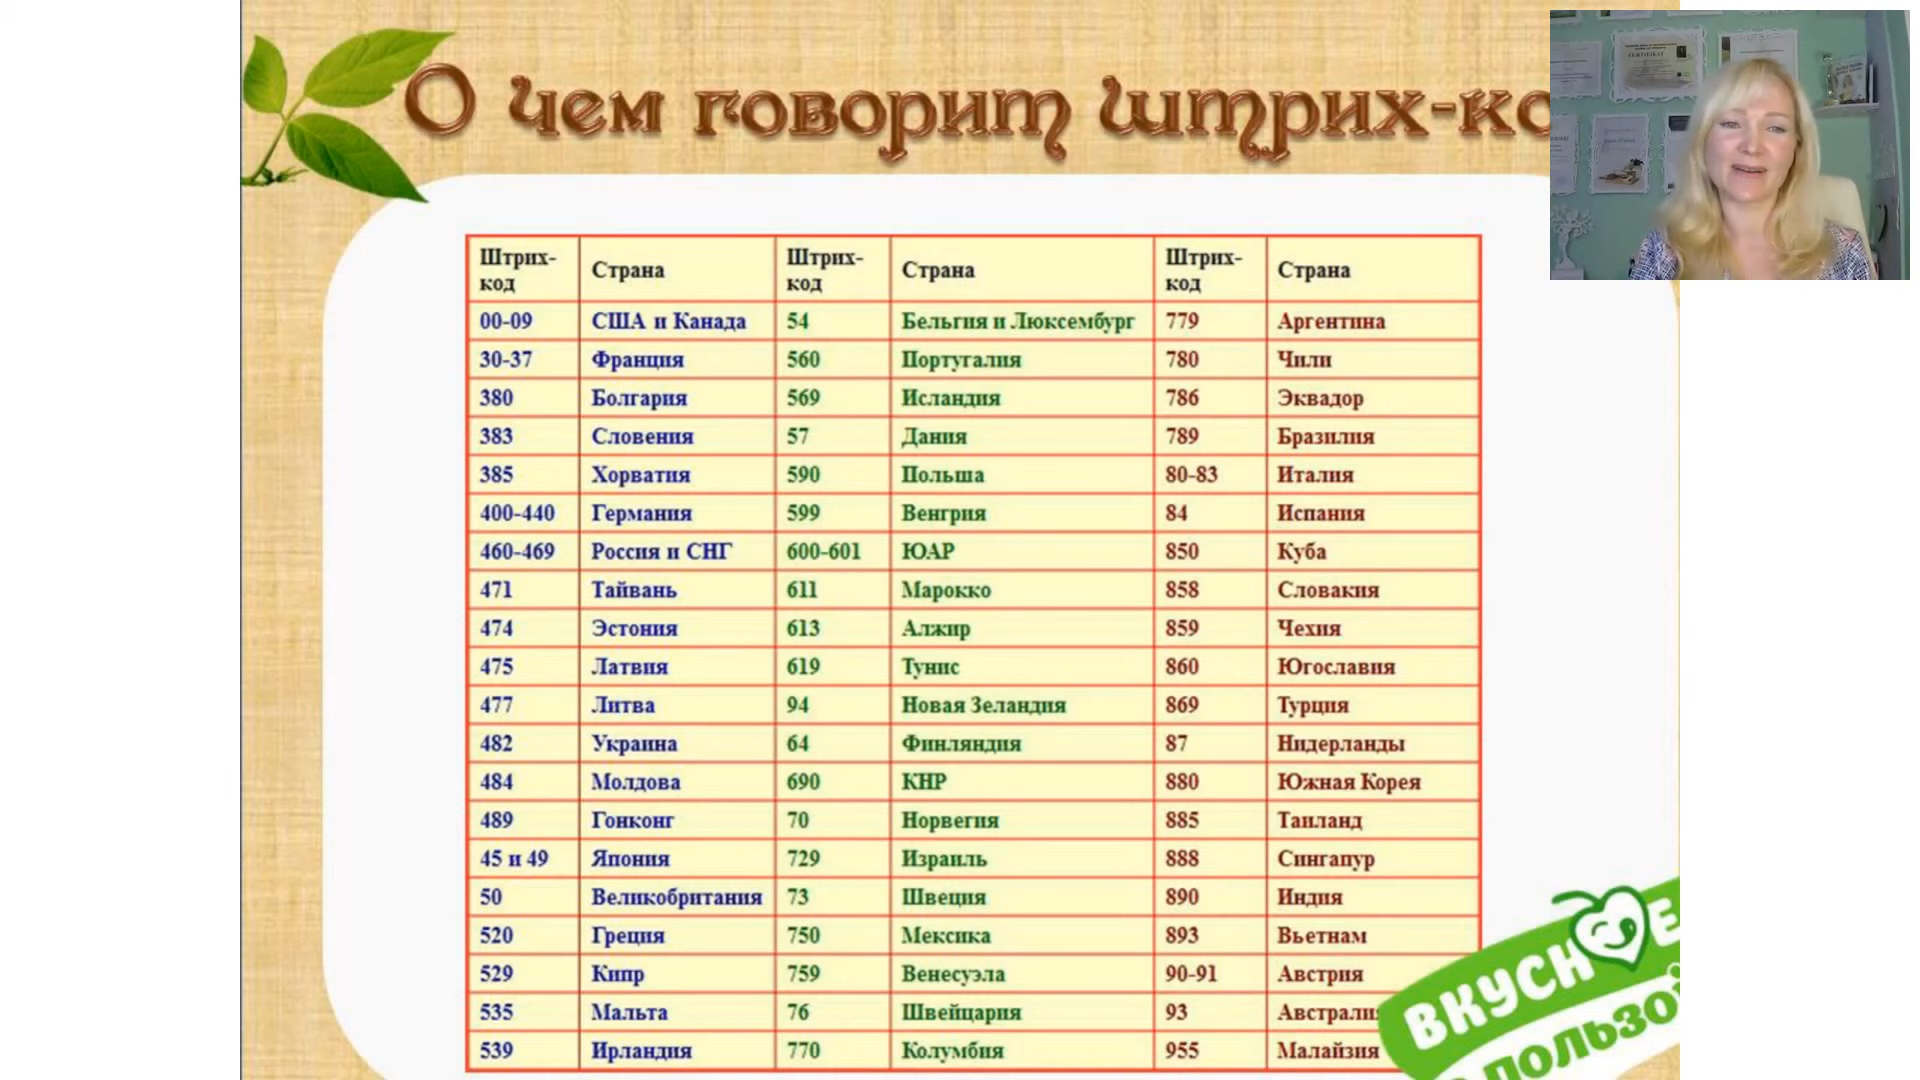 О чем говорит штрих-ко
Штрих-код Страна Штрих-код Страна Штрих-код Страна
00-09 США и Канада 54 Бельгия и Люксембург 779 Аргентина
30-37 Франция 560 Португалия 780 Чили
380 Болгария 569 Исландия 786 Эквадор
383 Словения 57 Дания 789 Бразилия
385 Хорватия 590 Польша 80-83 Италия
400-440 Германия 599 Венгрия 84 Испания
460-469 Россия и СНГ 600-601 ЮАР 850 Куба
471 Тайвань 611 Марокко 858 Словакия
474 Эстония 613 Алжир 859 Чехия
475 Латвия 619 Тунис 860 Югославия
477 Литва 94 Новая Зеландия 869 Турция
482 Украина 64 Финляндия 87 Нидерланды
484 Молдова 690 КНР 880 Южная Корея
489 Гонконг 70 Норвегия 885 Таиланд
45 и 49 Япония 729 Израиль 888 Сингапур
50 Великобритания 73 Швеция 890 Индия
520 Греция 750 Мексика 893 Вьетнам
529 Кипр 759 Венесуэла 90-91 Австрия
535 Мальта 76 Швейцария 93 Австрали
539 Ирландия 770 Колумбия 955 Малайзия
ВКУСНОЕ
пользо